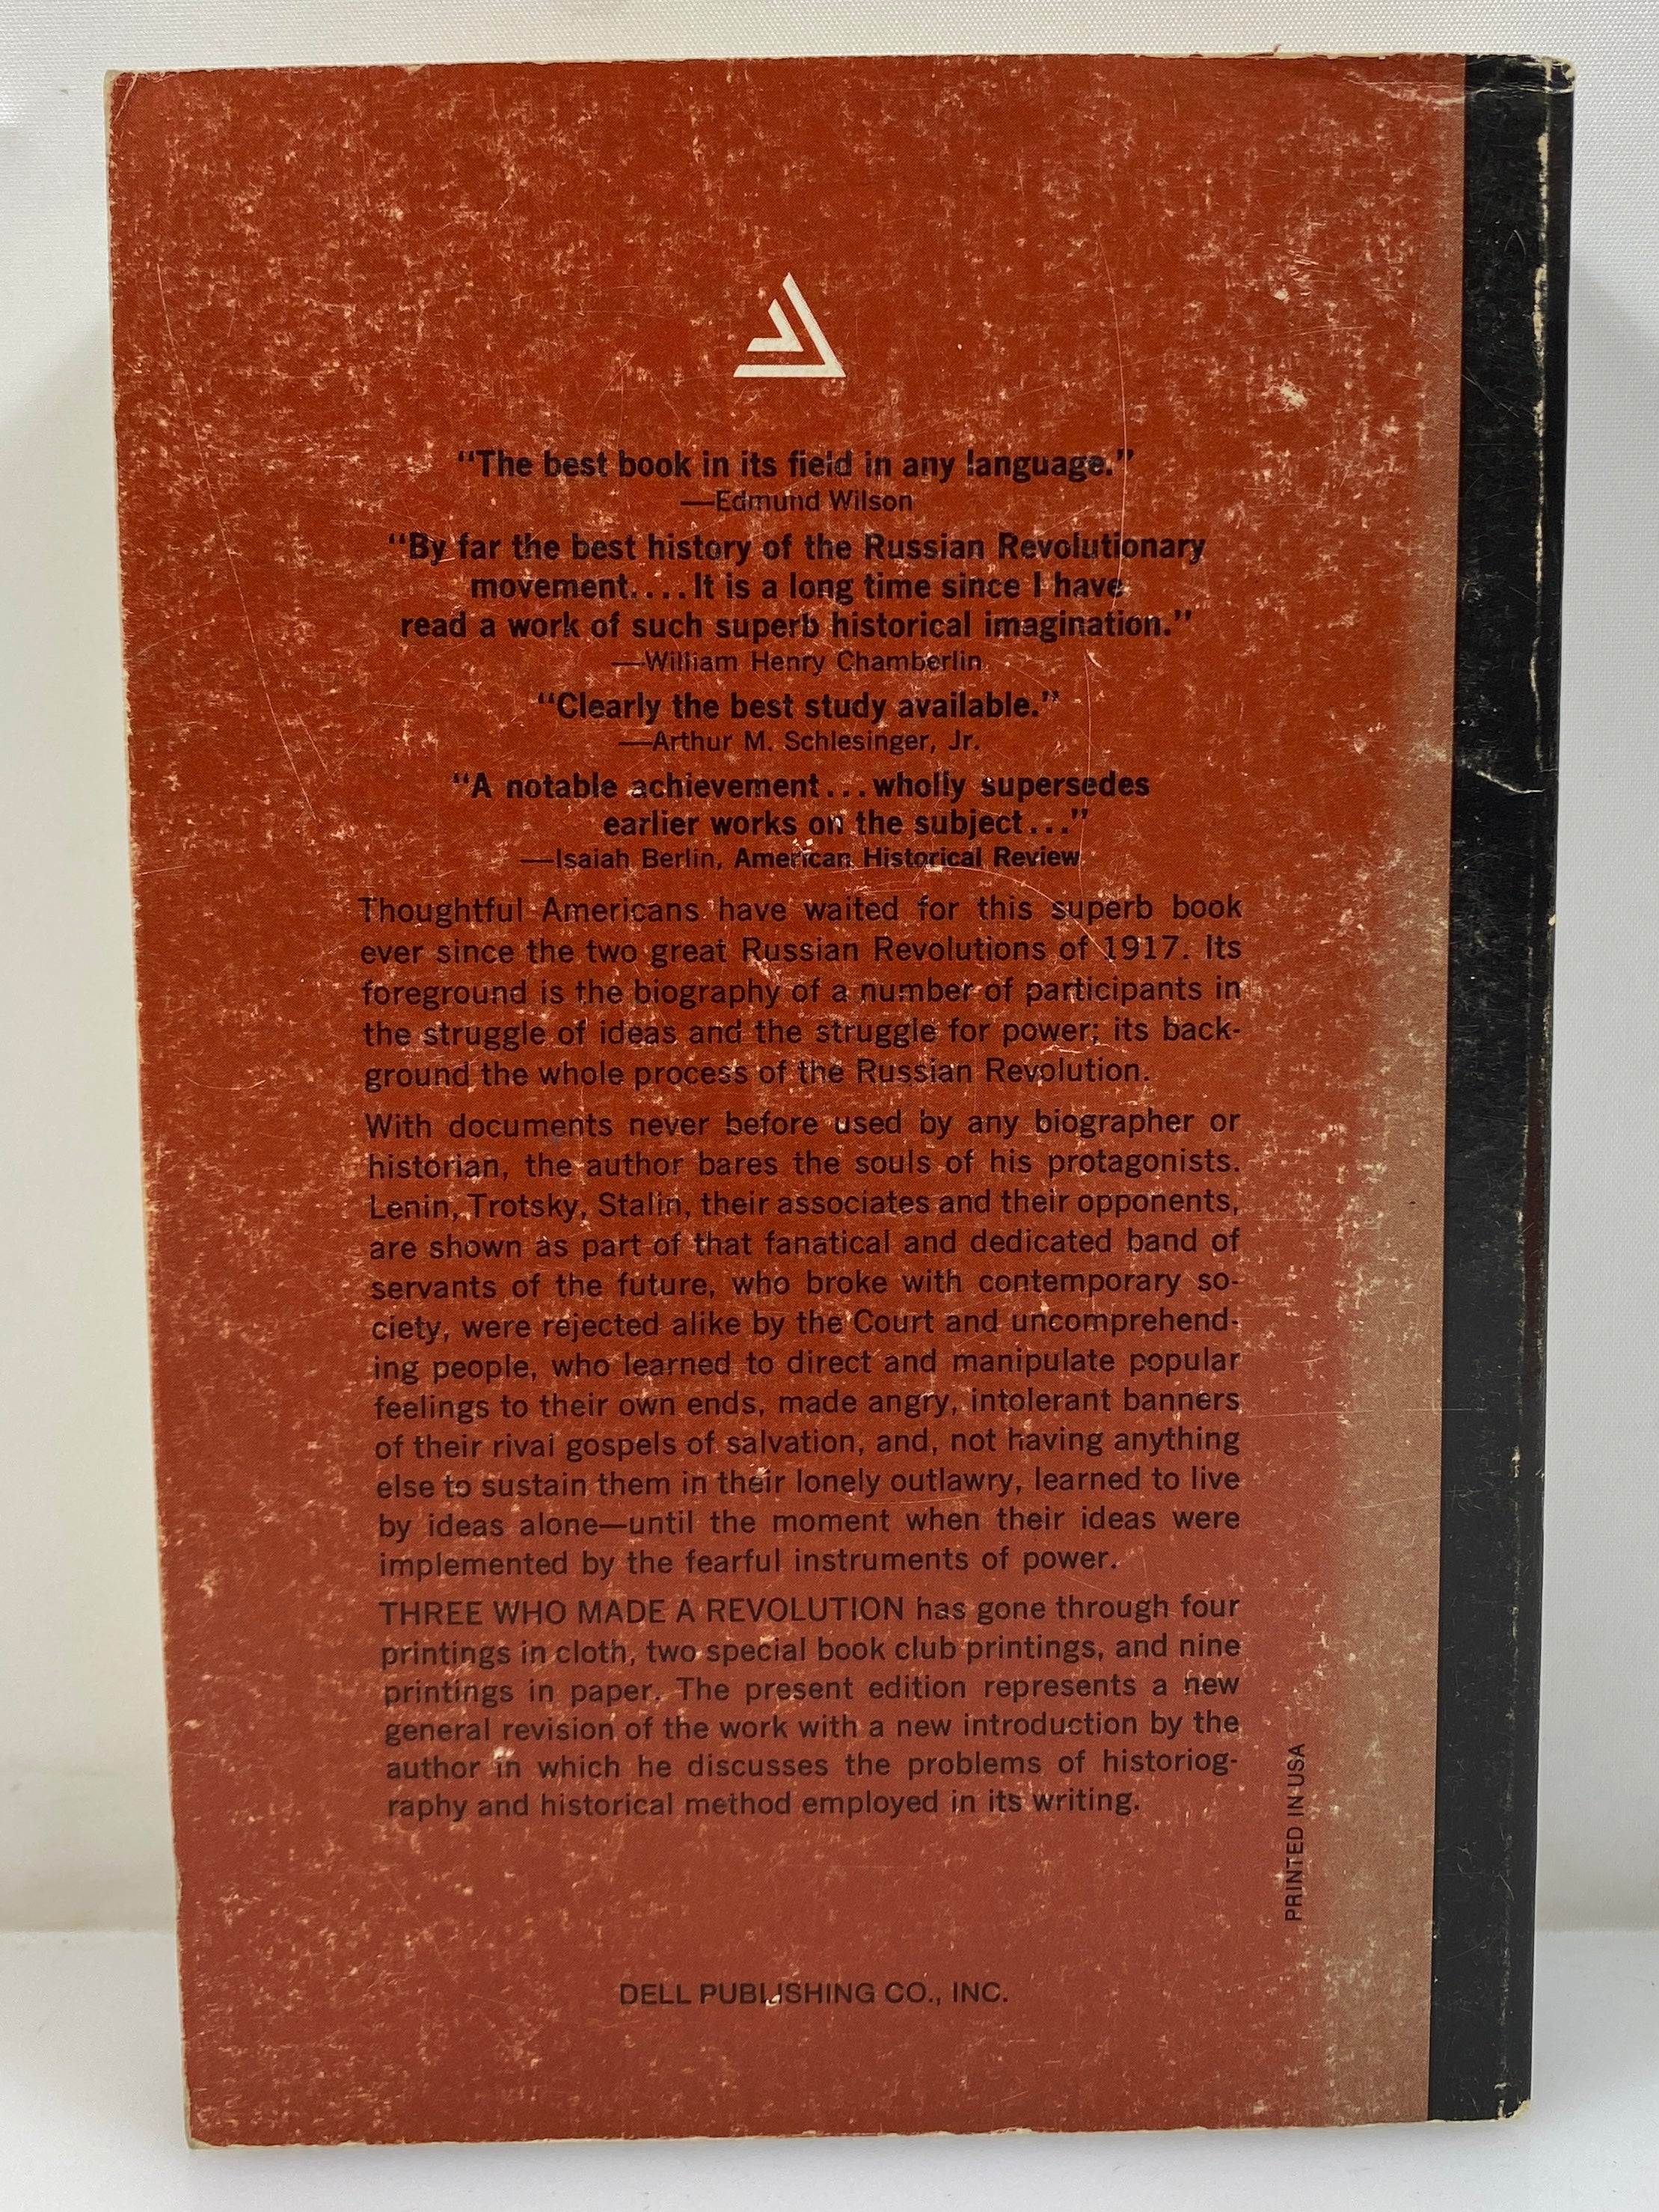 “The best book in its field in any language.”
—Edmund Wilson
“By far the best history of the Russian Revolutionary
movement.... It is a long time since I have
read a work of such superb historical imagination.”
—William Henry Chamberlin
“Clearly the best study available.”
—Arthur M. Schlesinger, Jr.
“A notable achievement...wholly supersedes
earlier works on the subject...”
—Isaiah Berlin, American Historical Review
Thoughtful Americans have waited for this superb book
ever since the two great Russian Revolutions of 1917. Its
foreground is the biography of a number of participants in
the struggle of ideas and the struggle for power; its back-
ground the whole process of the Russian Revolution.
With documents never before used by any biographer or
historian, the author bares the souls of his protagonists.
Lenin, Trotsky, Stalin, their associates and their opponents,
are shown as part of that fanatical and dedicated band of
servants of the future, who broke with contemporary so-
ciety, were rejected alike by the Court and uncomprehend-
ing people, who learned to direct and manipulate popular
feelings to their own ends, made angry, intolerant banners
of their rival gospels of salvation, and, not having anything
else to sustain them in their lonely outlawry, learned to live
by ideas alone—until the moment when their ideas were
implemented by the fearful instruments of power.
THREE WHO MADE A REVOLUTION has gone through four
printings in cloth, two special book club printings, and nine
printings in paper. The present edition represents a new
general revision of the work with a new introduction by the
author in which he discusses the problems of historiog-
raphy and historical method employed in its writing.
PRINTED IN USA
DELL PUBLISHING CO., INC.